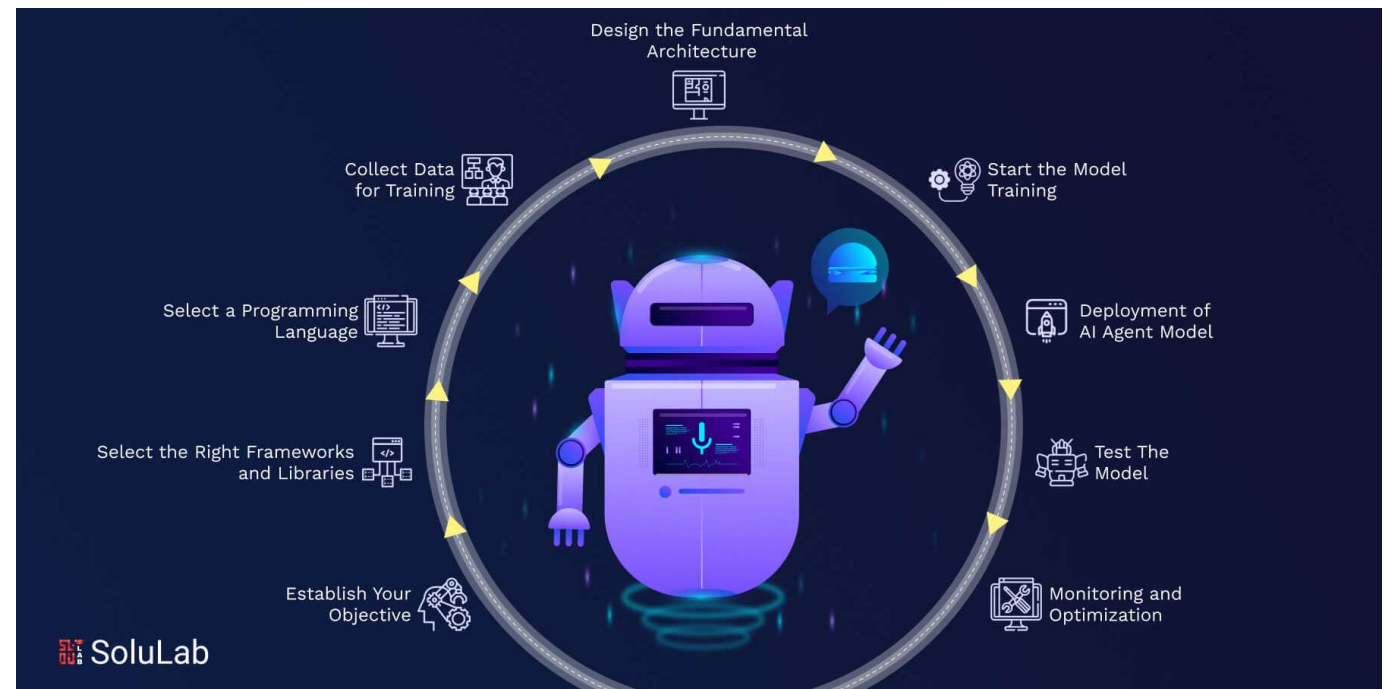 Design the Fundamental
Architecture
Collect Data
for Training
Start the Model
Training
Select a Programming
Language
Deployment of
AI Agent Model
Select the Right Frameworks
and Libraries
Test The
Model
Establish Your
Objective
Monitoring and
Optimization
SoluLab